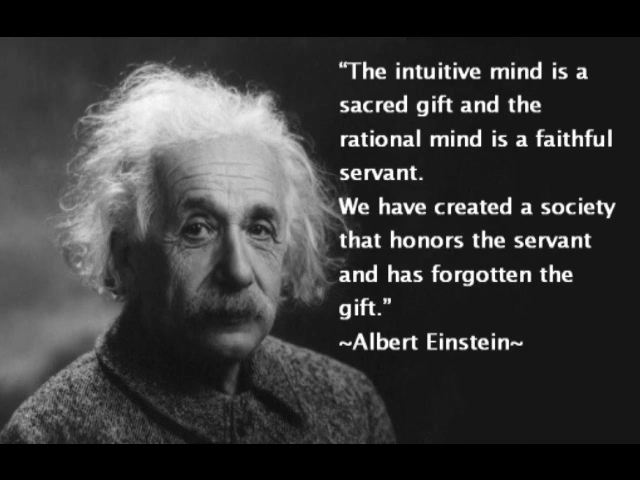 “The intuitive mind is a
sacred gift and the
rational mind is a faithful
servant.
We have created a society
that honors the servant
and has forgotten the
gift.”
~Albert Einstein~